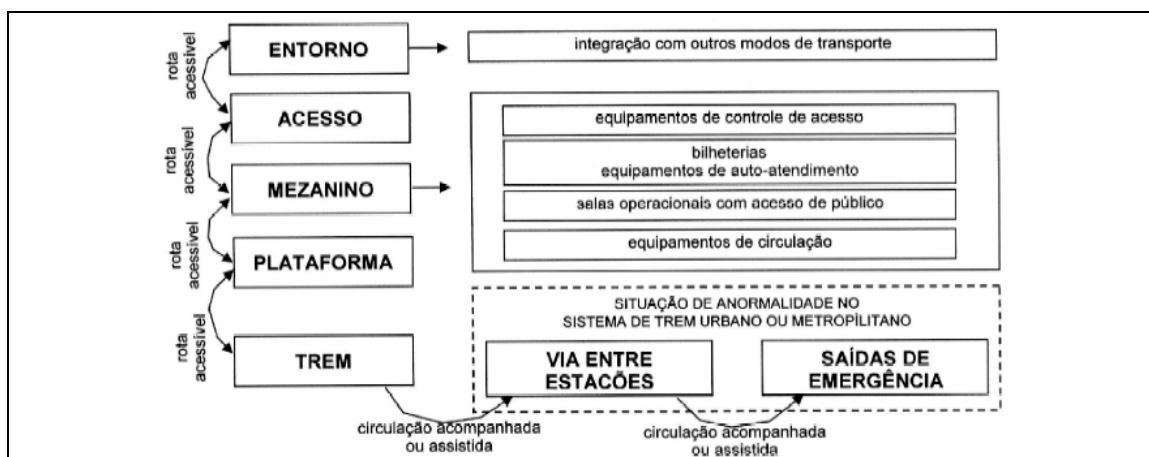 rota
acessível
ENTORNO
integração com outros modos de transporte
rota
acessível
ACESSO
equipamentos de controle de acesso
bilheterias
equipamentos de auto-atendimento
MEZANINO
salas operacionais com acesso de público
rota
acessível
equipamentos de circulação
PLATAFORMA
rota
acessível
TREM
SITUAÇÃO DE ANORMALIDADE NO
SISTEMA DE TREM URBANO OU METROPÍLITANO
VIA ENTRE
ESTACÕES
SAÍDAS DE
EMERGÊNCIA
circulação acompanhada
ou assistida
circulação acompanhada
ou assistida